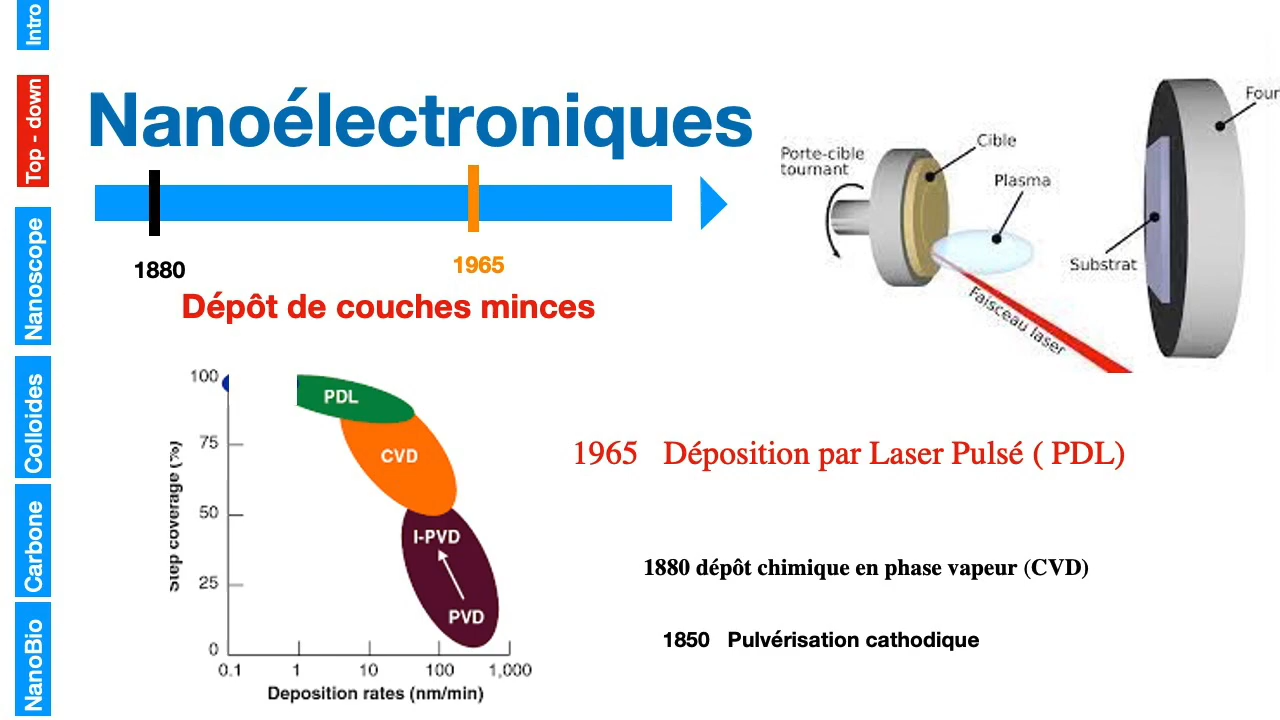 Intro
Top - down
Nanoscope
Colloides
Carbone
NanoBio
Nanoélectroniques
1880
1965
Dépôt de couches minces
Porte-cible
tournant
Cible
Plasma
Substrat
Four
Faisceau laser
100
75
50
25
0
Step coverage (%)
PDL
CVD
I-PVD
PVD
0.1
1
10
100
1,000
Deposition rates (nm/min)
1965 Déposition par Laser Pulsé ( PDL)
1880 dépôt chimique en phase vapeur (CVD)
1850 Pulvérisation cathodique